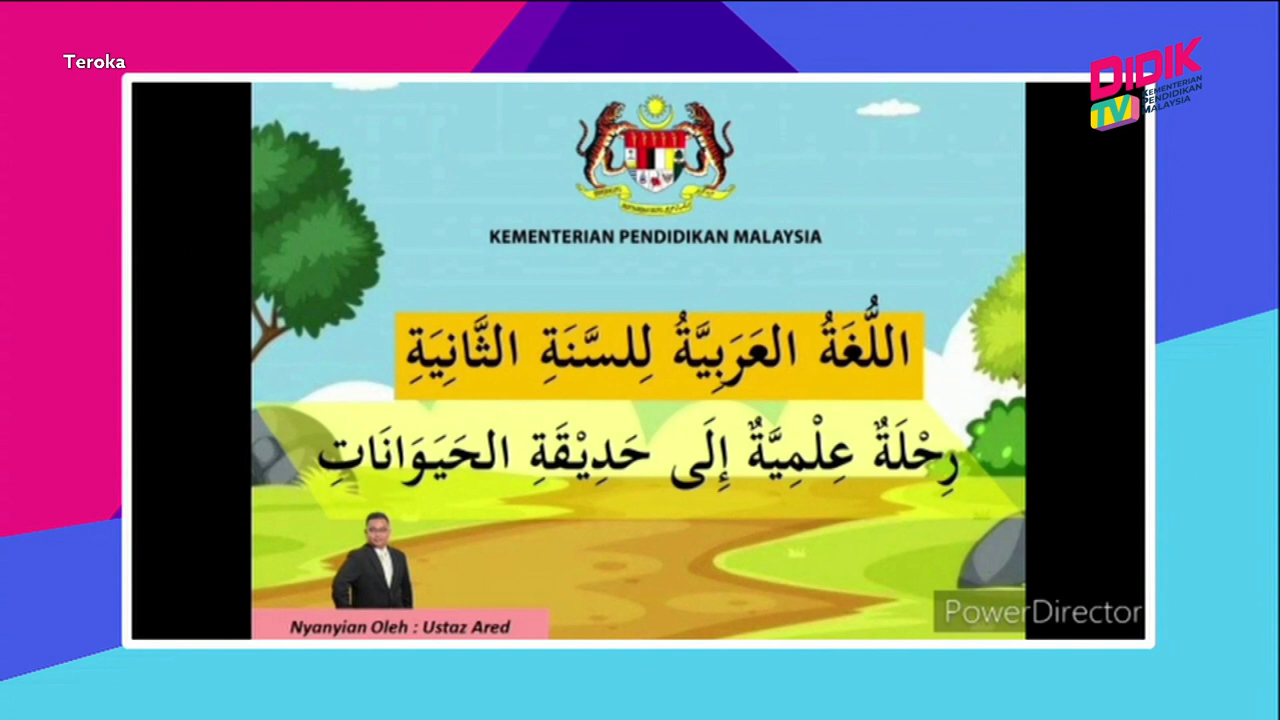 Teroka
DIDIK
TV
KEMENTERIAN
PENDIDIKAN
MALAYSIA
KEMENTERIAN PENDIDIKAN MALAYSIA
اللُّغَةُ العَرَبِيَّةُ لِلسَّنَةِ الثَّانِيَةِ
رِحْلَةٌ عِلْمِيَّةٌ إِلَى حَدِيْقَةِ الحَيَوَانَاتِ
Nyanyian Oleh : Ustaz Ared
PowerDirector